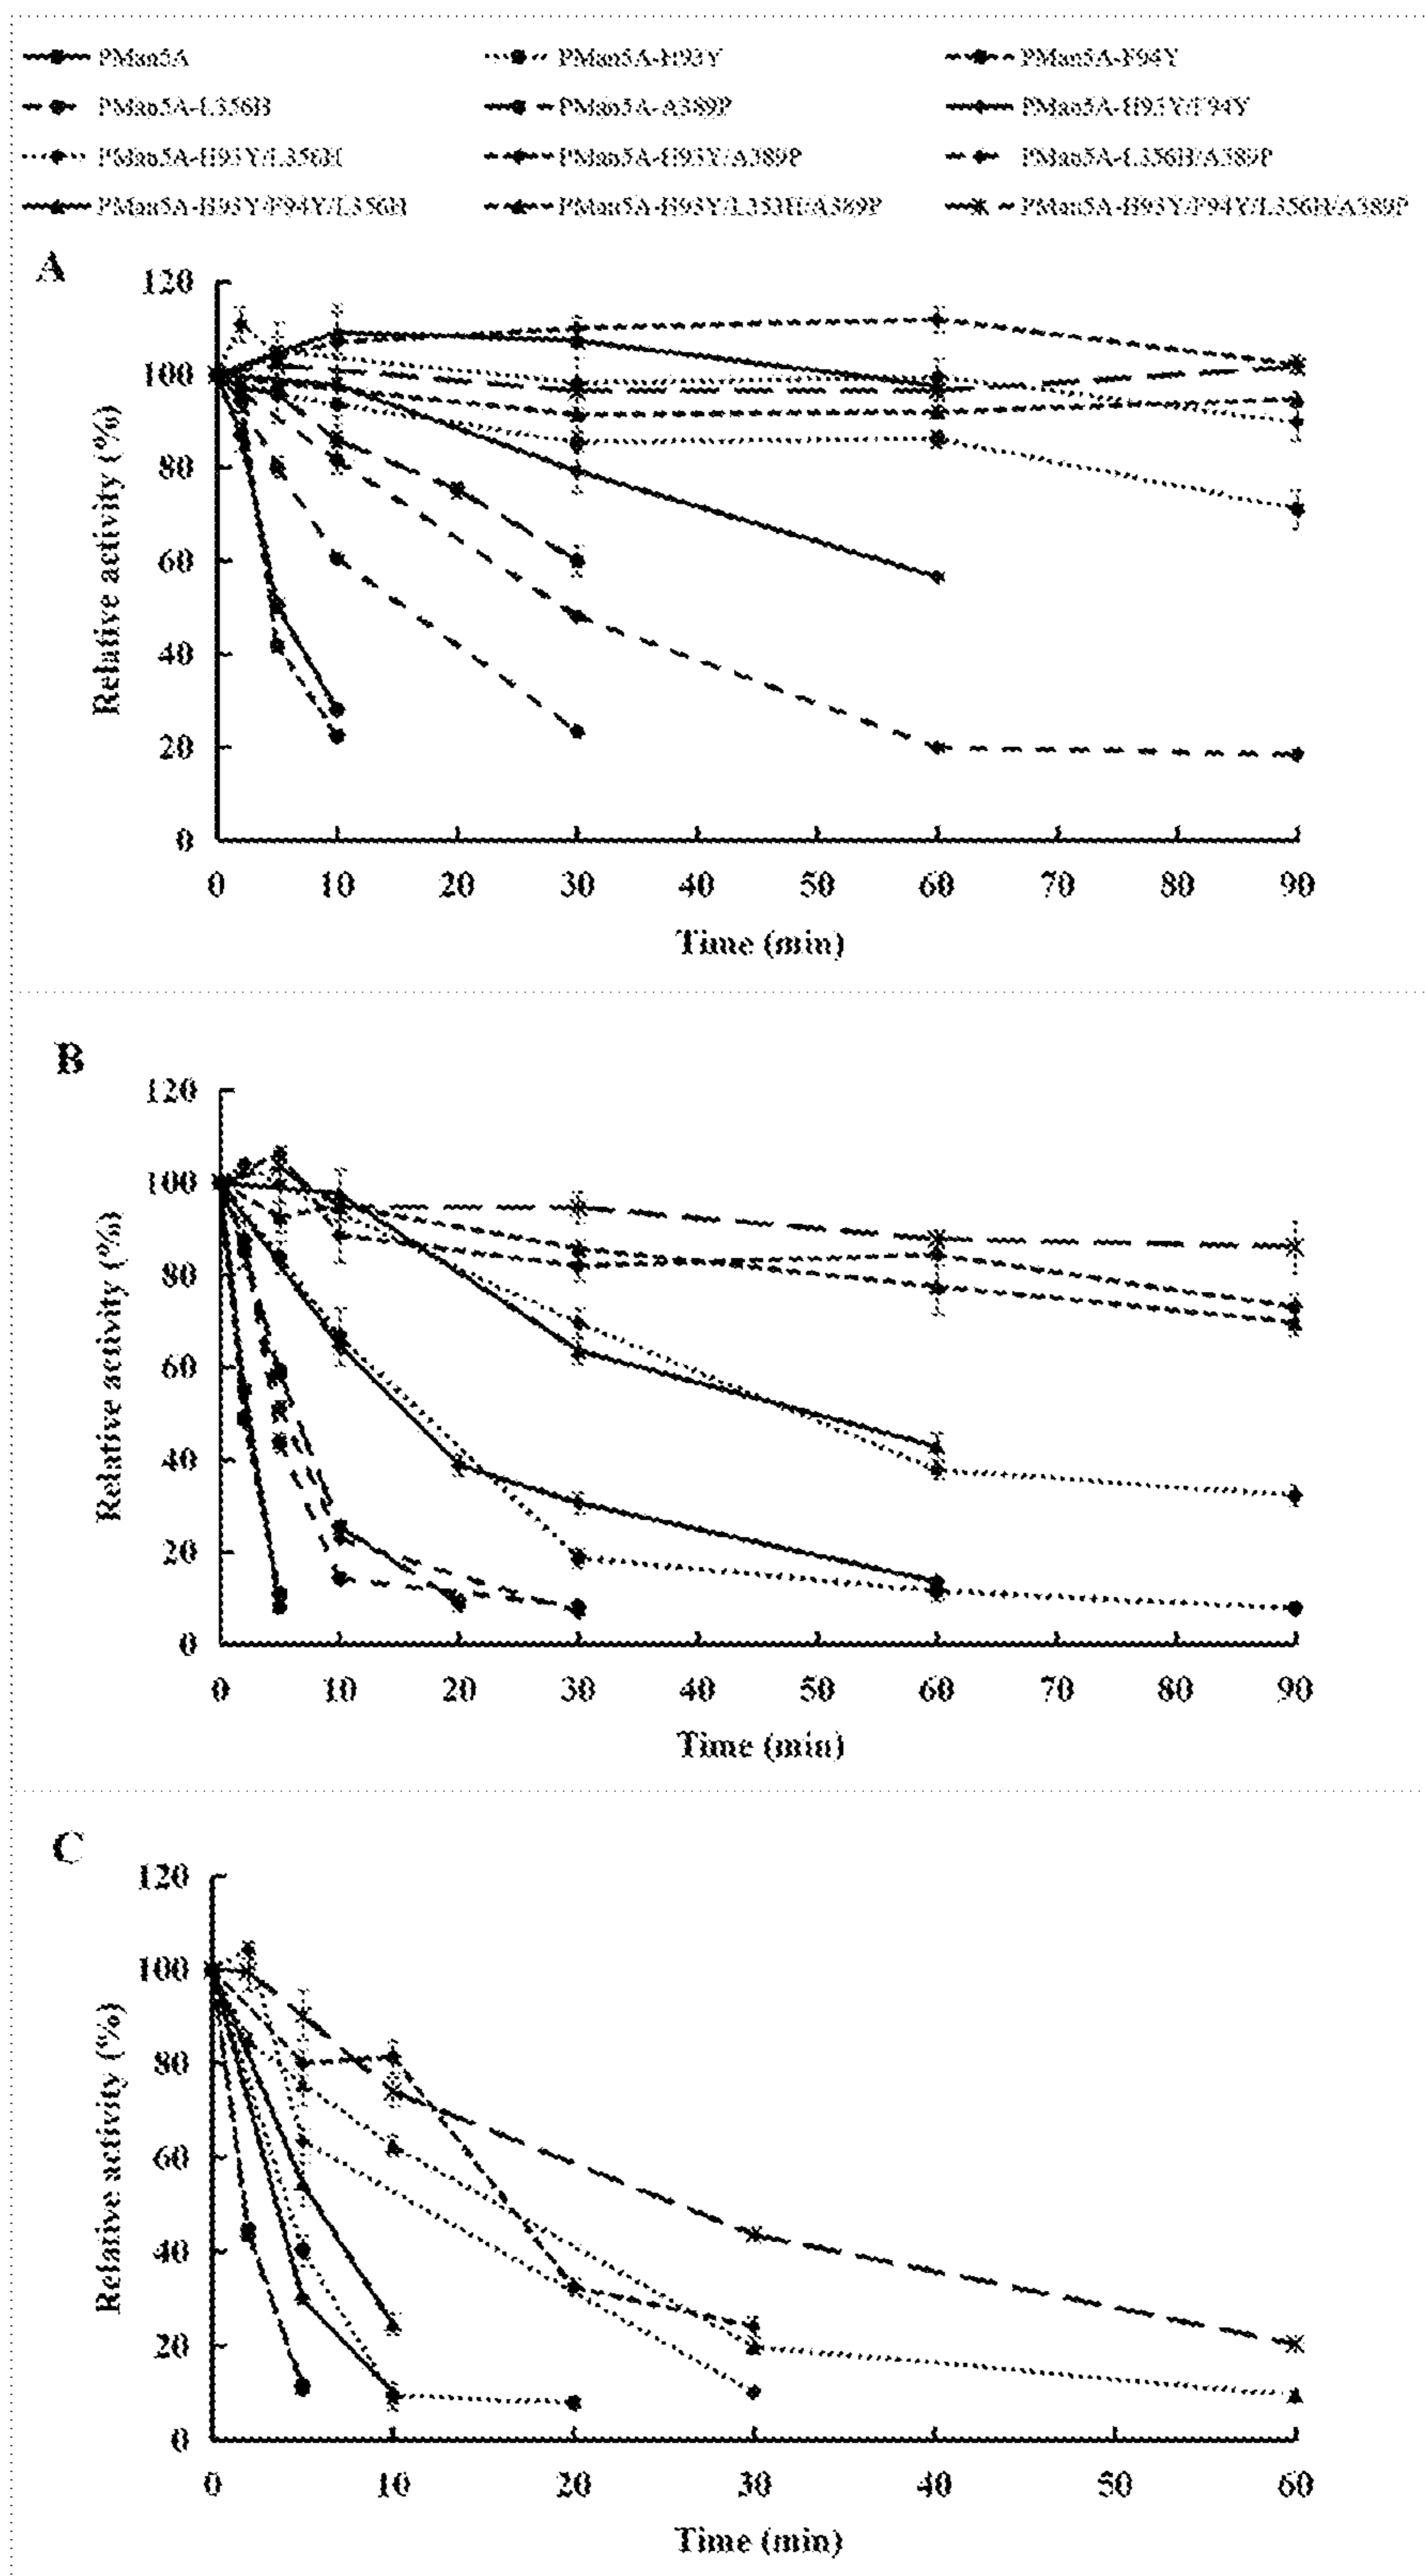 PMan5A PMan5A-H93Y PMan5A-F94Y
PMan5A-L356H PMan5A-A389P PMan5A-H93Y/F94Y
PMan5A-H93Y/L356H PMan5A-H93Y/A389P PMan5A-L356H/A389P
PMan5A-H93Y/F94Y/L356H PMan5A-H93Y/L353H/A389P PMan5A-H93Y/F94Y/L356H/A389P
A
120
100
80
60
40
20
0
Relative activity (%)
0 10 20 30 40 50 60 70 80 90
Time (min)
B
120
100
80
60
40
20
0
Relative activity (%)
0 10 20 30 40 50 60 70 80 90
Time (min)
C
120
100
80
60
40
20
0
Relative activity (%)
0 10 20 30 40 50 60
Time (min)